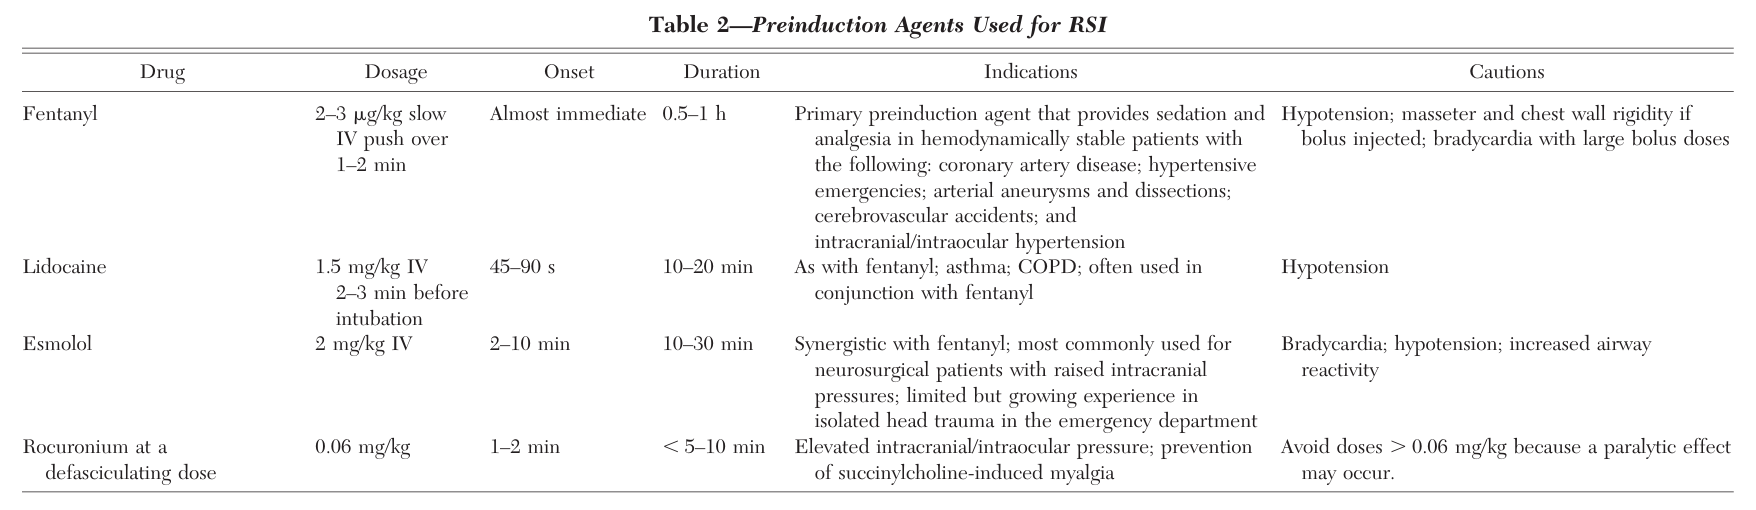 Table 2—Preinduction Agents Used for RSI
Drug Dosage Onset Duration Indications Cautions
Fentanyl 2–3 μg/kg slow Almost immediate 0.5–1 h Primary preinduction agent that provides sedation and Hypotension; masseter and chest wall rigidity if
IV push over analgesia in hemodynamically stable patients with bolus injected; bradycardia with large bolus doses
1–2 min the following: coronary artery disease; hypertensive
emergencies; arterial aneurysms and dissections;
cerebrovascular accidents; and
intracranial/intraocular hypertension
Lidocaine 1.5 mg/kg IV 45–90 s 10–20 min As with fentanyl; asthma; COPD; often used in Hypotension
2–3 min before conjunction with fentanyl
intubation
Esmolol 2 mg/kg IV 2–10 min 10–30 min Synergistic with fentanyl; most commonly used for Bradycardia; hypotension; increased airway
neurosurgical patients with raised intracranial reactivity
pressures; limited but growing experience in
isolated head trauma in the emergency department
Rocuronium at a 0.06 mg/kg 1–2 min < 5–10 min Elevated intracranial/intraocular pressure; prevention Avoid doses > 0.06 mg/kg because a paralytic effect
defasciculating dose of succinylcholine-induced myalgia may occur.